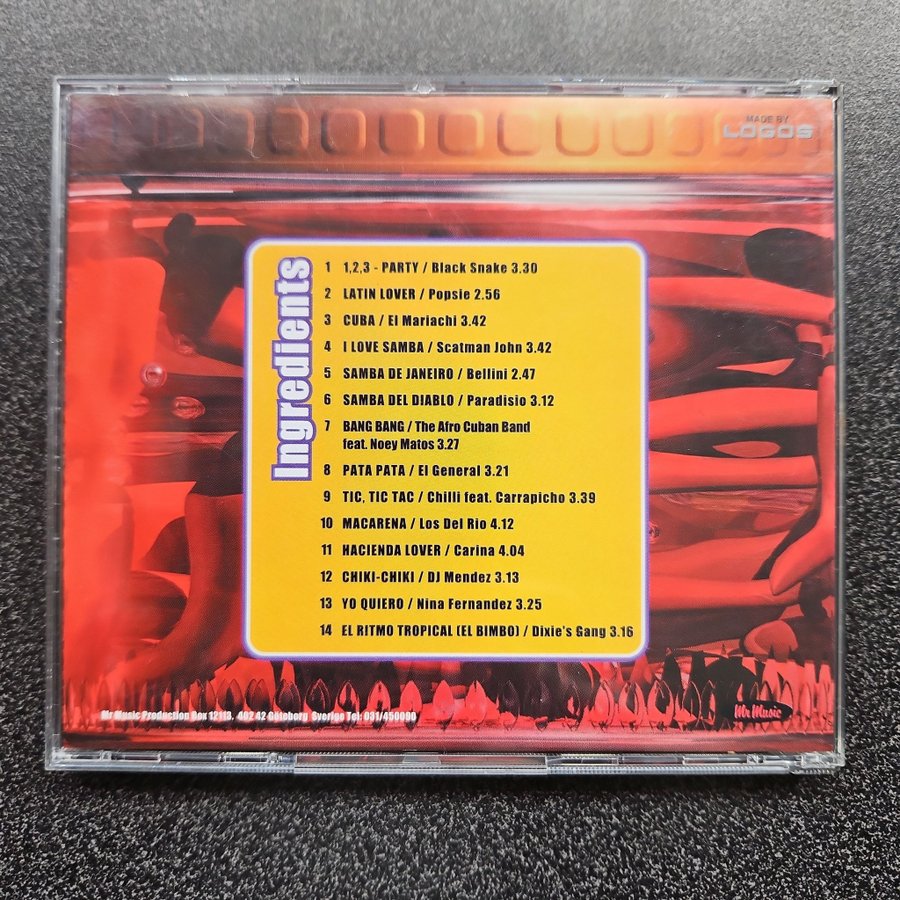 MADE BY
LOGOS
Ingredients
1 1,2,3 - PARTY / Black Snake 3.30
2 LATIN LOVER / Popsie 2.56
3 CUBA / El Mariachi 3.42
4 I LOVE SAMBA / Scatman John 3.42
5 SAMBA DE JANEIRO / Bellini 2.47
6 SAMBA DEL DIABLO / Paradisio 3.12
7 BANG BANG / The Afro Cuban Band
feat. Noey Matos 3.27
8 PATA PATA / El General 3.21
9 TIC, TIC TAC / Chilli feat. Carrapicho 3.39
10 MACARENA / Los Del Rio 4.12
11 HACIENDA LOVER / Carina 4.04
12 CHIKI-CHIKI / DJ Mendez 3.13
13 YO QUIERO / Nina Fernandez 3.25
14 EL RITMO TROPICAL (EL BIMBO) / Dixie's Gang 3.16
Mr Music Production Box 12113, 402 42 Göteborg Sverige Tel: 031/450000
Mr Music